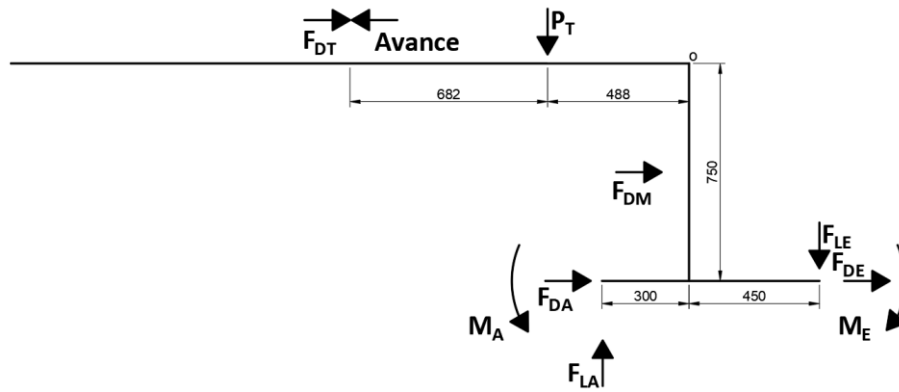 F_DT
Avance
P_T
O
682
488
750
F_DM
F_LE
F_DE
F_DA
300
450
M_A
M_E
F_LA